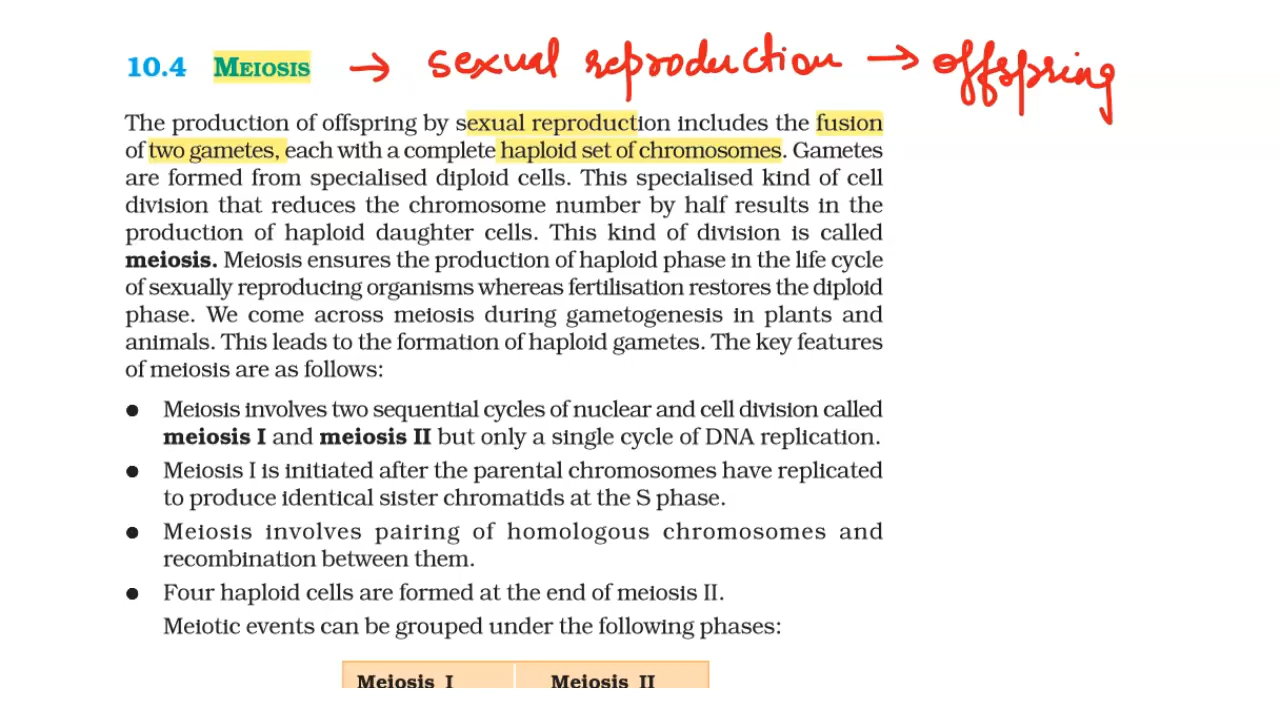 10.4 MEIOSIS → sexual reproduction → offspring
The production of offspring by sexual reproduction includes the fusion
of two gametes, each with a complete haploid set of chromosomes. Gametes
are formed from specialised diploid cells. This specialised kind of cell
division that reduces the chromosome number by half results in the
production of haploid daughter cells. This kind of division is called
meiosis. Meiosis ensures the production of haploid phase in the life cycle
of sexually reproducing organisms whereas fertilisation restores the diploid
phase. We come across meiosis during gametogenesis in plants and
animals. This leads to the formation of haploid gametes. The key features
of meiosis are as follows:
● Meiosis involves two sequential cycles of nuclear and cell division called
meiosis I and meiosis II but only a single cycle of DNA replication.
● Meiosis I is initiated after the parental chromosomes have replicated
to produce identical sister chromatids at the S phase.
● Meiosis involves pairing of homologous chromosomes and
recombination between them.
● Four haploid cells are formed at the end of meiosis II.
Meiotic events can be grouped under the following phases:
Meiosis I Meiosis II